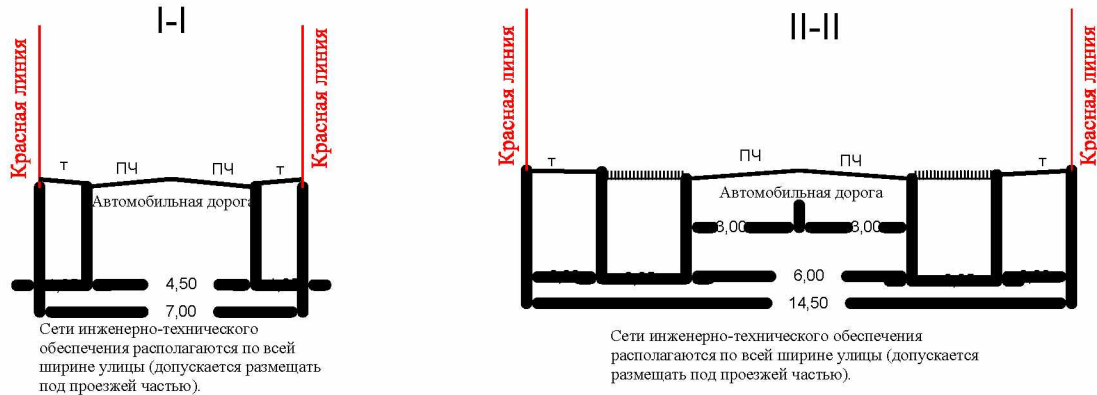 I-I
Красная линия
Красная линия
т ПЧ ПЧ т
Автомобильная дорога
4,50
7,00
Сети инженерно-технического
обеспечения располагаются по всей
ширине улицы (допускается размещать
под проезжей частью).
II-II
Красная линия
Красная линия
т ПЧ ПЧ т
Автомобильная дорога
3,00 3,00
6,00
14,50
Сети инженерно-технического обеспечения
располагаются по всей ширине улицы (допускается
размещать под проезжей частью).